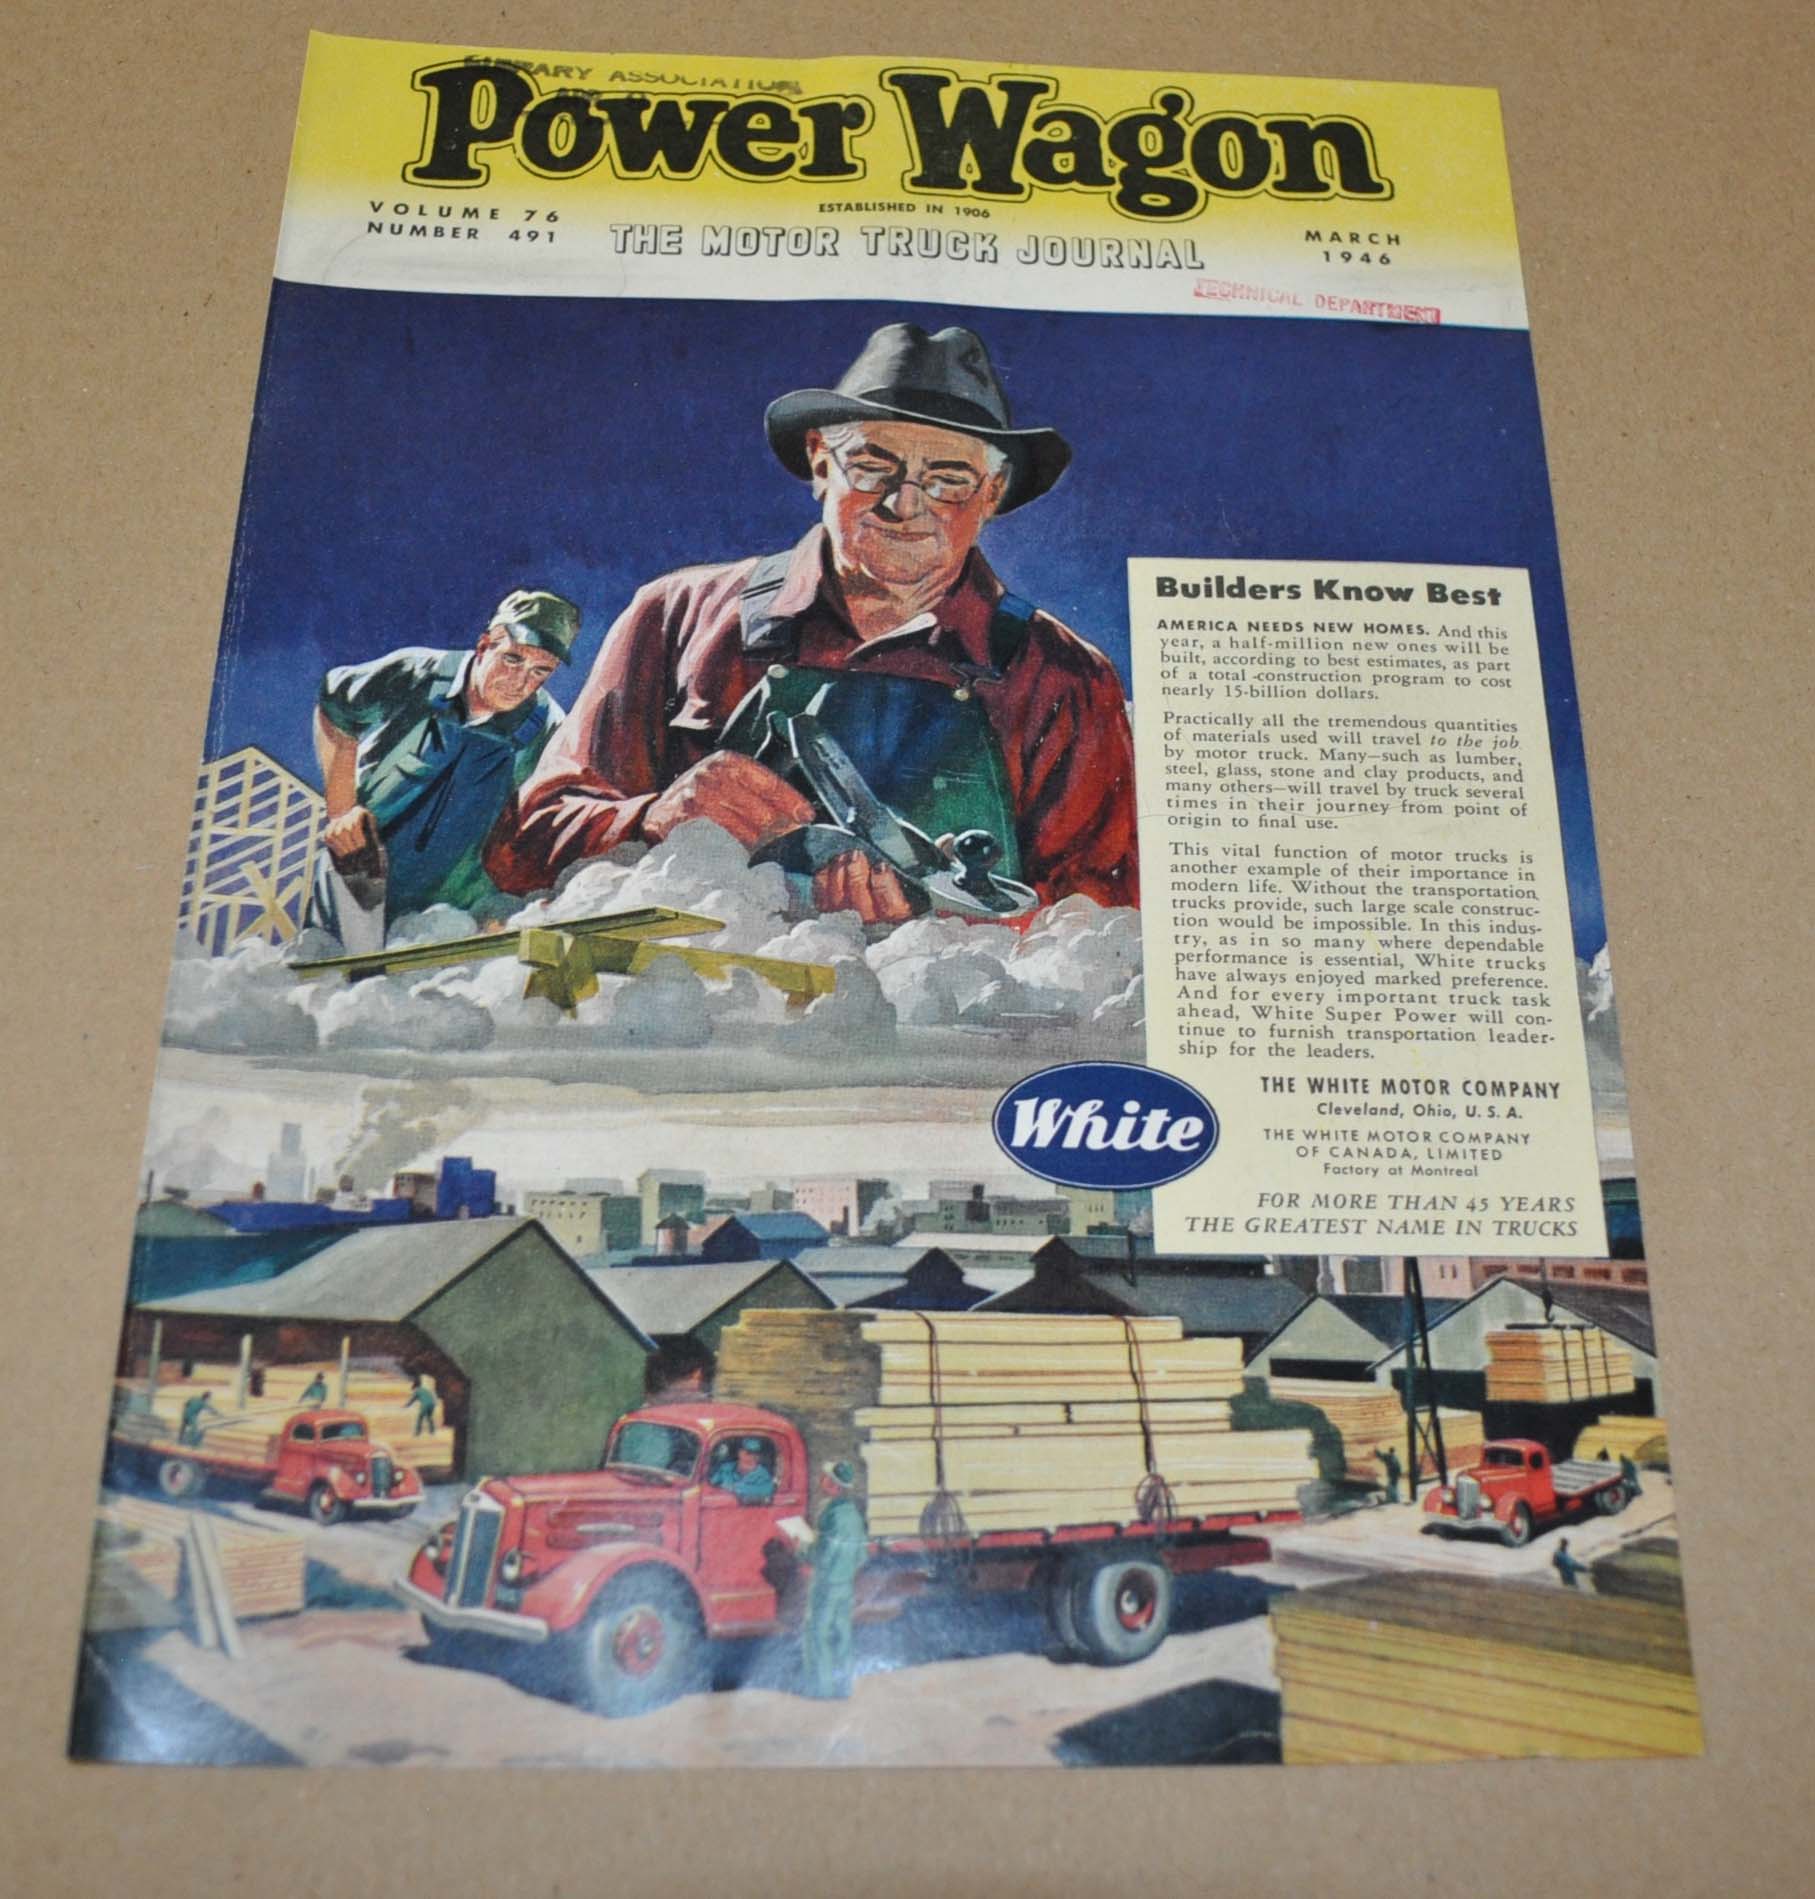 LIBRARY ASSOCIATION
Power Wagon
VOLUME 76
NUMBER 491
ESTABLISHED IN 1906
THE MOTOR TRUCK JOURNAL
MARCH
1946
TECHNICAL DEPARTMENT
Builders Know Best
AMERICA NEEDS NEW HOMES. And this
year, a half-million new ones will be
built, according to best estimates, as part
of a total construction program to cost
nearly 15-billion dollars.
Practically all the tremendous quantities
of materials used will travel to the job
by motor truck. Many—such as lumber,
steel, glass, stone and clay products, and
many others—will travel by truck several
times in their journey from point of
origin to final use.
This vital function of motor trucks is
another example of their importance in
modern life. Without the transportation
trucks provide, such large scale construc-
tion would be impossible. In this indus-
try, as in so many where dependable
performance is essential, White trucks
have always enjoyed marked preference.
And for every important truck task
ahead, White Super Power will con-
tinue to furnish transportation leader-
ship for the leaders.
White
THE WHITE MOTOR COMPANY
Cleveland, Ohio, U. S. A.
THE WHITE MOTOR COMPANY
OF CANADA, LIMITED
Factory at Montreal
FOR MORE THAN 45 YEARS
THE GREATEST NAME IN TRUCKS